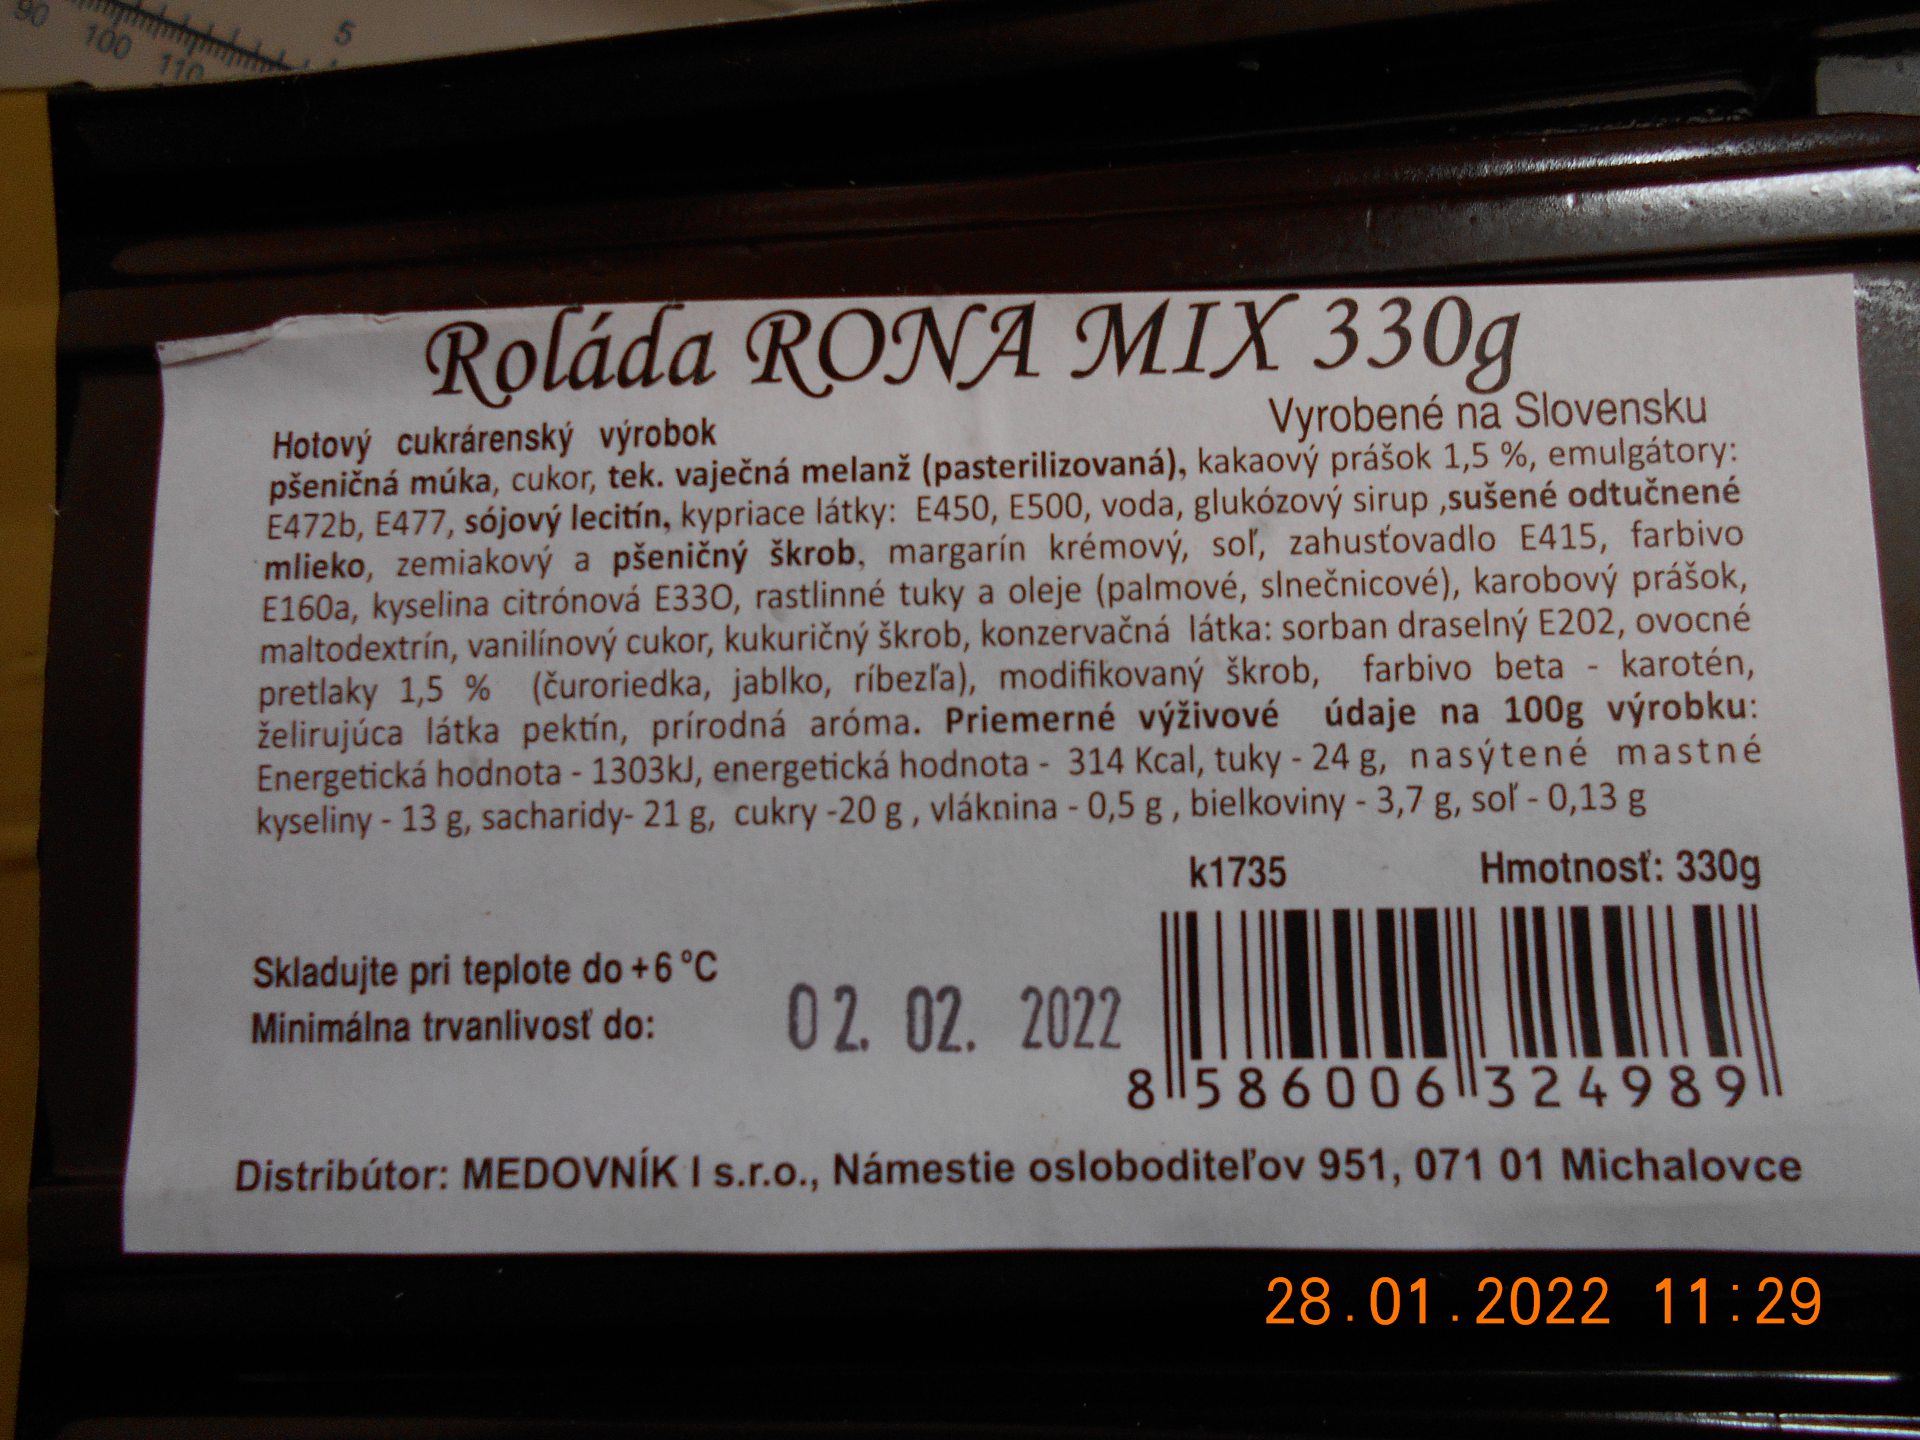 90 100 110 5
Roláda RONA MIX 330g
Vyrobené na Slovensku
Hotový cukrárenský výrobok
pšeničná múka, cukor, tek. vaječná melanž (pasterilizovaná), kakaový prášok 1,5 %, emulgátory:
E472b, E477, sójový lecitín, kypriace látky: E450, E500, voda, glukózový sirup ,sušené odtučnené
mlieko, zemiakový a pšeničný škrob, margarín krémový, soľ, zahusťovadlo E415, farbivo
E160a, kyselina citrónová E33O, rastlinné tuky a oleje (palmové, slnečnicové), karobový prášok,
maltodextrín, vanilínový cukor, kukuričný škrob, konzervačná látka: sorban draselný E202, ovocné
pretlaky 1,5 % (čuroriedka, jablko, ríbezľa), modifikovaný škrob, farbivo beta - karotén,
želirujúca látka pektín, prírodná aróma. Priemerné výživové údaje na 100g výrobku:
Energetická hodnota - 1303kJ, energetická hodnota - 314 Kcal, tuky - 24 g, nasýtené mastné
kyseliny - 13 g, sacharidy- 21 g, cukry -20 g , vláknina - 0,5 g , bielkoviny - 3,7 g, soľ - 0,13 g
k1735 Hmotnosť: 330g
Skladujte pri teplote do +6 °C
Minimálna trvanlivosť do: 02. 02. 2022
8 586006 324989
Distribútor: MEDOVNÍK I s.r.o., Námestie osloboditeľov 951, 071 01 Michalovce
28.01.2022 11:29